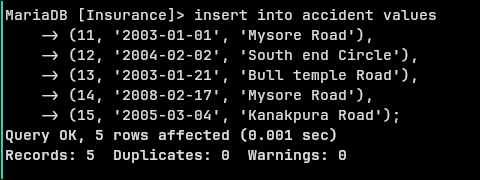 MariaDB [Insurance]> insert into accident values
    -> (11, '2003-01-01', 'Mysore Road'),
    -> (12, '2004-02-02', 'South end Circle'),
    -> (13, '2003-01-21', 'Bull temple Road'),
    -> (14, '2008-02-17', 'Mysore Road'),
    -> (15, '2005-03-04', 'Kanakpura Road');
Query OK, 5 rows affected (0.001 sec)
Records: 5  Duplicates: 0  Warnings: 0